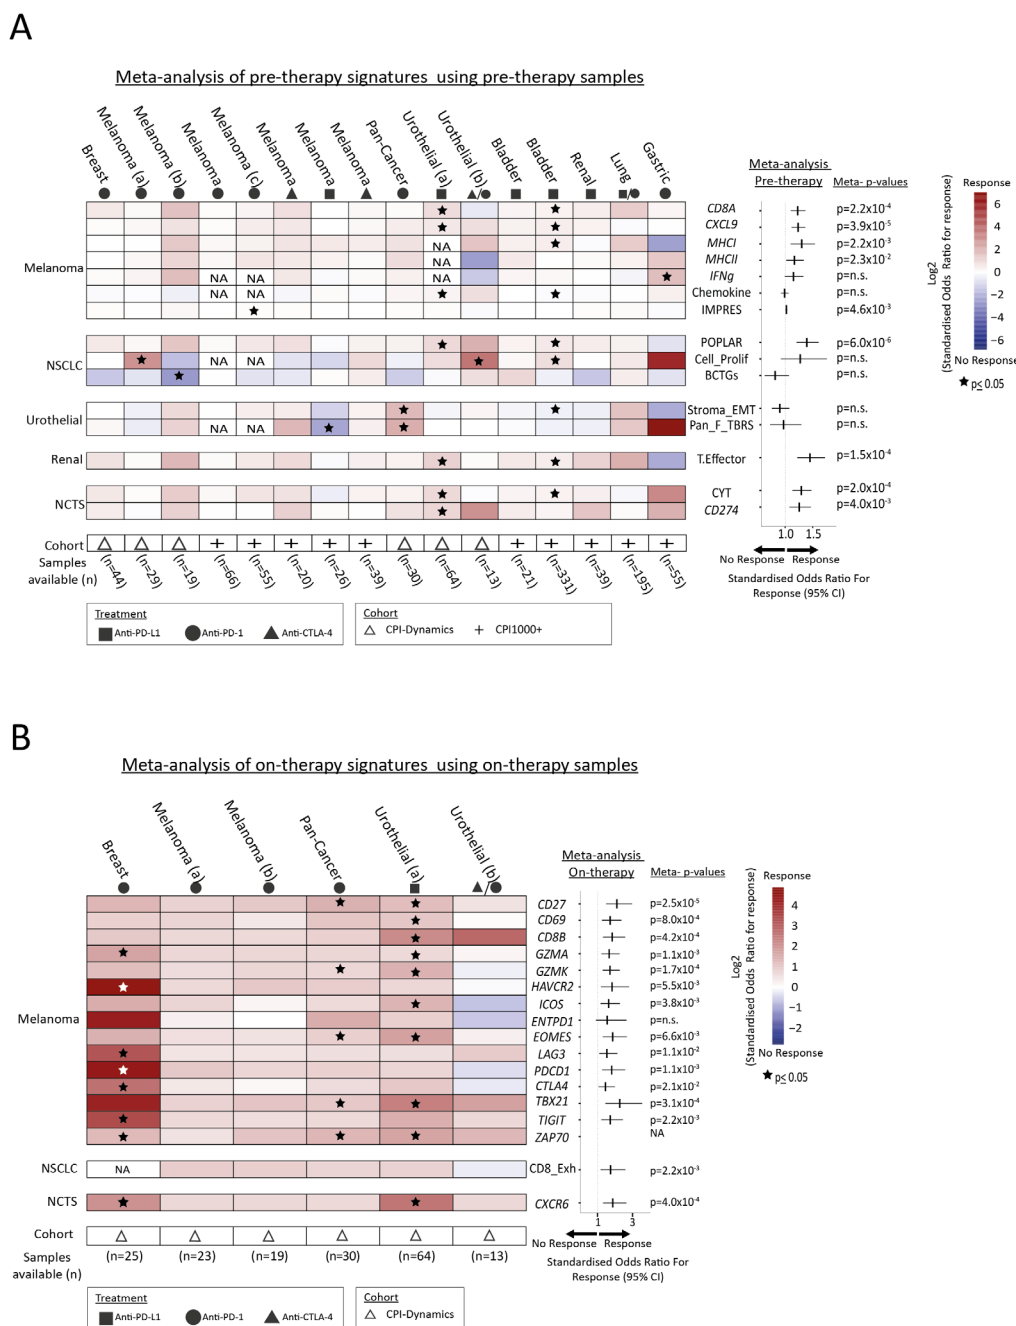 A
Meta-analysis of pre-therapy signatures using pre-therapy samples
Breast
Melanoma (a)
Melanoma (b)
Melanoma
Melanoma (c)
Melanoma
Melanoma
Melanoma
Pan-Cancer
Urothelial (a)
Urothelial (b)
Bladder
Bladder
Renal
Lung
Gastric
Meta-analysis
Pre-therapy
Meta- p-values
Response
Melanoma
CD8A p=2.2x10-4
CXCL9 p=3.9x10-5
NA MHCI p=2.2x10-3
NA MHCII p=2.3x10-2
NA NA NA IFNg p=n.s.
NA NA Chemokine p=n.s.
IMPRES p=4.6x10-3
NSCLC
POPLAR p=6.0x10-6
NA NA Cell_Prolif p=n.s.
BCTGs p=n.s.
Urothelial
Stroma_EMT p=n.s.
NA NA Pan_F_TBRS p=n.s.
Renal T.Effector p=1.5x10-4
NCTS
CYT p=2.0x10-4
CD274 p=4.0x10-3
6
4
2
0
−2
−4
−6
Log2
(Standardised Odds Ratio for response)
No Response
p≤ 0.05
Cohort
Samples
available (n)
(n=44) (n=29) (n=19) (n=66) (n=55) (n=20) (n=26) (n=39) (n=30) (n=64) (n=13) (n=21) (n=331) (n=39) (n=195) (n=55)
1.0 1.5
No Response Response
Standardised Odds Ratio For
Response (95% CI)
Treatment
Anti-PD-L1 Anti-PD-1 Anti-CTLA-4
Cohort
CPI-Dynamics CPI1000+
B
Meta-analysis of on-therapy signatures using on-therapy samples
Breast
Melanoma (a)
Melanoma (b)
Pan-Cancer
Urothelial (a)
Urothelial (b)
Meta-analysis
On-therapy
Meta- p-values
Response
Melanoma
CD27 p=2.5x10-5
CD69 p=8.0x10-4
CD8B p=4.2x10-4
GZMA p=1.1x10-3
GZMK p=1.7x10-4
HAVCR2 p=5.5x10-3
ICOS p=3.8x10-3
ENTPD1 p=n.s.
EOMES p=6.6x10-3
LAG3 p=1.1x10-2
PDCD1 p=1.1x10-3
CTLA4 p=2.1x10-2
TBX21 p=3.1x10-4
TIGIT p=2.2x10-3
ZAP70 NA
NSCLC NA CD8_Exh p=2.2x10-3
NCTS CXCR6 p=4.0x10-4
4
3
2
1
0
−1
−2
Log2
(Standardised Odds Ratio for response)
No Response
p≤ 0.05
Cohort
Samples
available (n)
(n=25) (n=23) (n=19) (n=30) (n=64) (n=13)
1 3
No Response Response
Standardised Odds Ratio For
Response (95% CI)
Treatment
Anti-PD-L1 Anti-PD-1 Anti-CTLA-4
Cohort
CPI-Dynamics